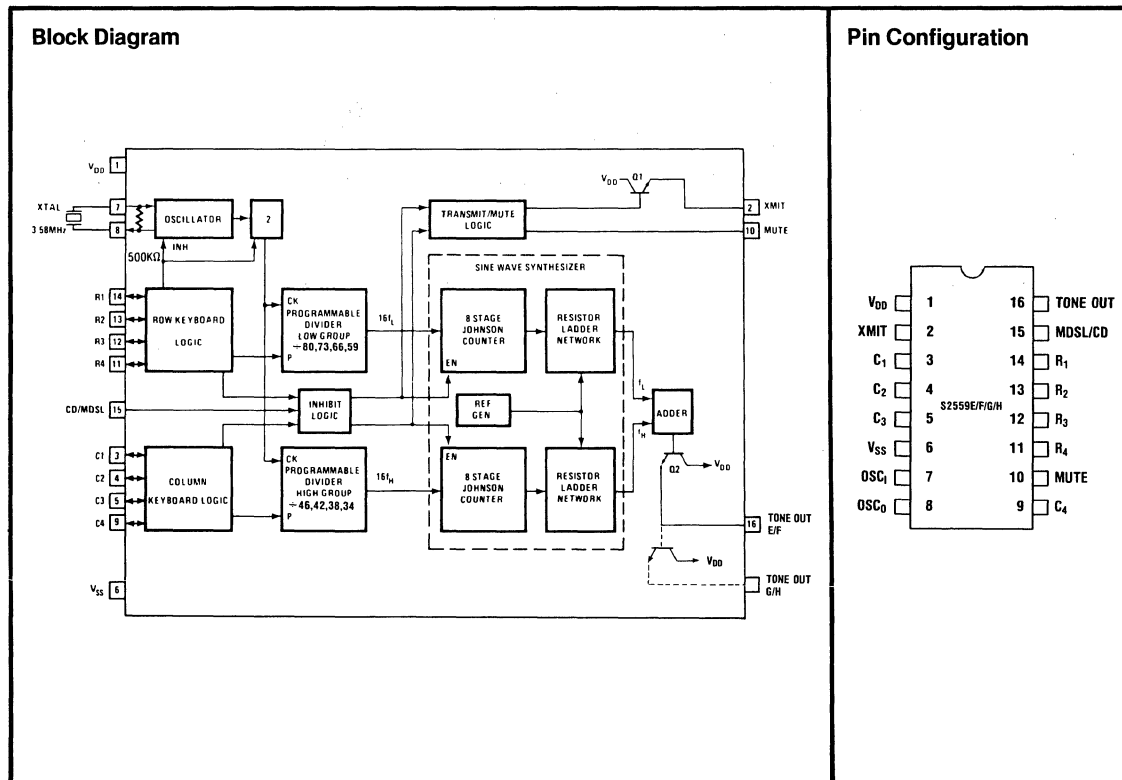 Block Diagram
Pin Configuration
VDD 1
XTAL
3 58MHz
7
8
OSCILLATOR
2
INH
500KΩ
R1 14
R2 13
R3 12
R4 11
ROW KEYBOARD
LOGIC
CK
PROGRAMMABLE
DIVIDER
LOW GROUP
÷80,73,66,59
P
16fL
CD/MDSL 15
INHIBIT
LOGIC
C1 3
C2 4
C3 5
C4 9
COLUMN
KEYBOARD LOGIC
CK
PROGRAMMABLE
DIVIDER
HIGH GROUP
÷46,42,38,34
P
16fH
VSS 6
TRANSMIT/MUTE
LOGIC
VDD
Q1
2 XMIT
10 MUTE
SINE WAVE SYNTHESIZER
8 STAGE
JOHNSON
COUNTER
EN
RESISTOR
LADDER
NETWORK
REF
GEN
EN
8 STAGE
JOHNSON
COUNTER
RESISTOR
LADDER
NETWORK
fL
fH
ADDER
Q2
VDD
16 TONE OUT
E/F
VDD
TONE OUT
G/H
VDD 1
XMIT 2
C1 3
C2 4
C3 5
VSS 6
OSCI 7
OSCO 8
S2559E/F/G/H
16 TONE OUT
15 MDSL/CD
14 R1
13 R2
12 R3
11 R4
10 MUTE
9 C4